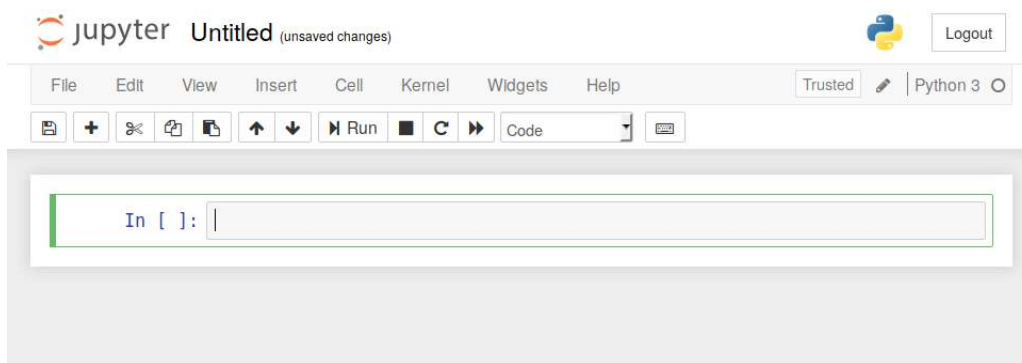 jupyter Untitled (unsaved changes) Logout
File Edit View Insert Cell Kernel Widgets Help Trusted Python 3
Run Code
In [ ]: